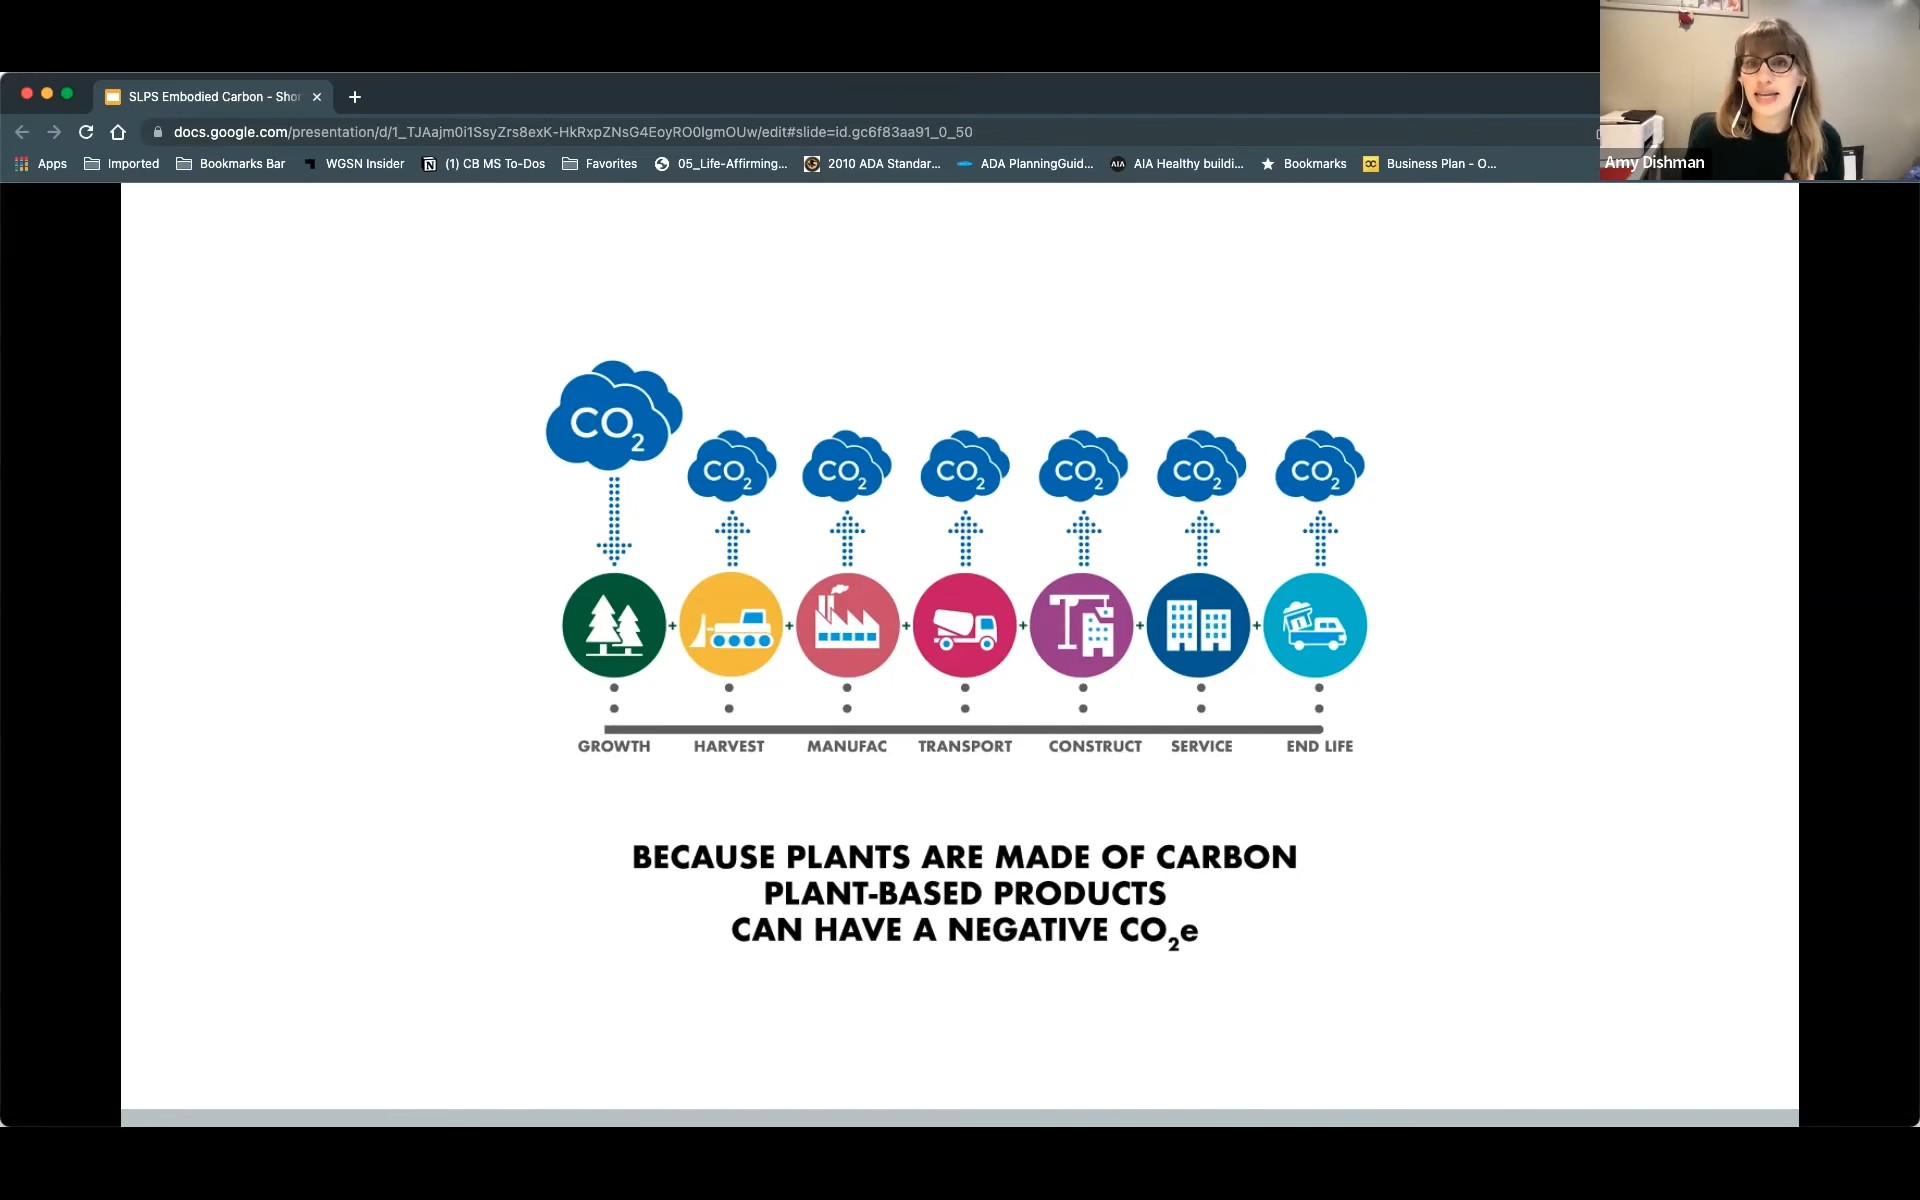 SLPS Embodied Carbon - Shor
docs.google.com/presentation/d/1_TJAajm0i1SsyZrs8exK-HkRxpZNsG4EoyRO0IgmOUw/edit#slide=id.gc6f83aa91_0_50
Apps Imported Bookmarks Bar WGSN Insider (1) CB MS To-Dos Favorites 05_Life-Affirming... 2010 ADA Standar... ADA PlanningGuid... AIA AIA Healthy buildi... Bookmarks Business Plan - O...
Amy Dishman
CO2 CO2 CO2 CO2 CO2 CO2 CO2
+ + + + + +
GROWTH HARVEST MANUFAC TRANSPORT CONSTRUCT SERVICE END LIFE
BECAUSE PLANTS ARE MADE OF CARBON
PLANT-BASED PRODUCTS
CAN HAVE A NEGATIVE CO2e